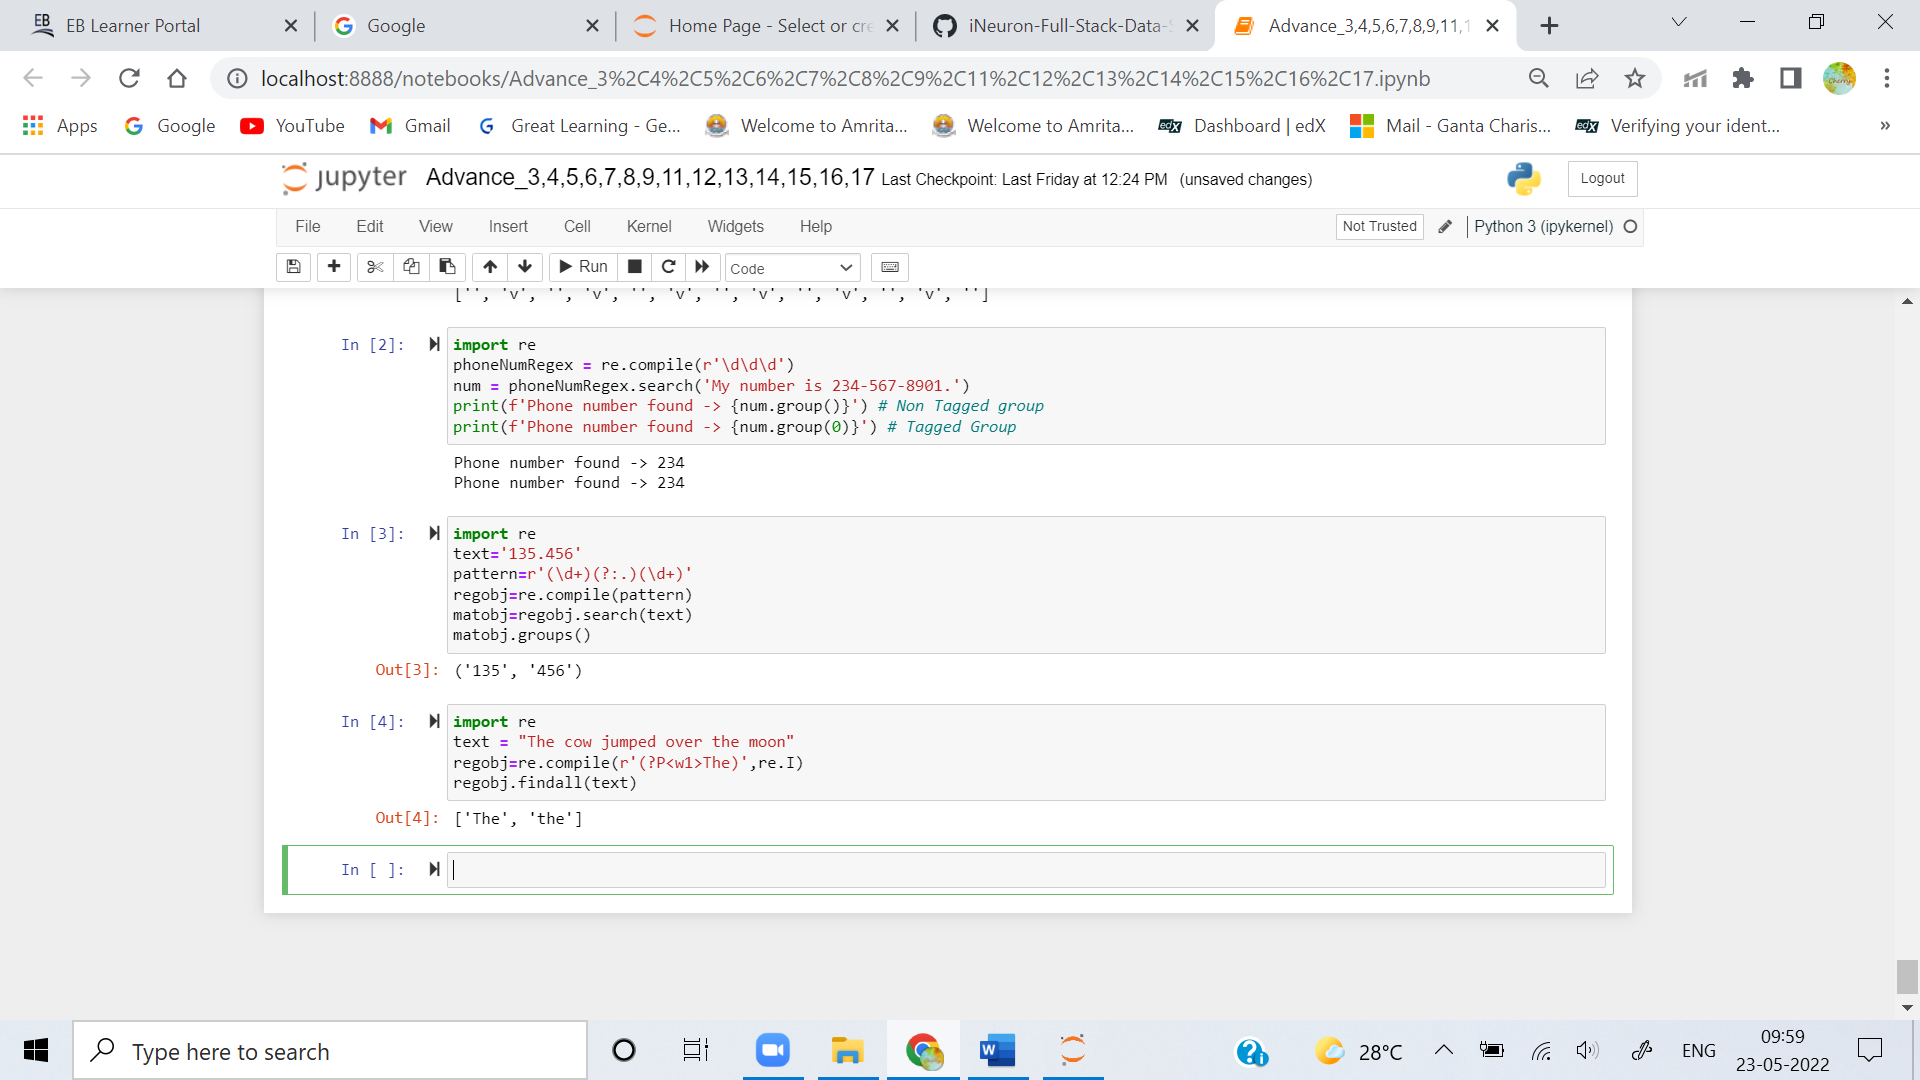 EB Learner Portal
Google
Home Page - Select or cre
iNeuron-Full-Stack-Data-S
Advance_3,4,5,6,7,8,9,11,1
localhost:8888/notebooks/Advance_3%2C4%2C5%2C6%2C7%2C8%2C9%2C11%2C12%2C13%2C14%2C15%2C16%2C17.ipynb
Apps Google YouTube Gmail Great Learning - Ge... Welcome to Amrita... Welcome to Amrita... Dashboard | edX Mail - Ganta Charis... Verifying your ident... »
jupyter Advance_3,4,5,6,7,8,9,11,12,13,14,15,16,17 Last Checkpoint: Last Friday at 12:24 PM (unsaved changes) Logout
File Edit View Insert Cell Kernel Widgets Help Not Trusted Python 3 (ipykernel)
Run Code
['', 'v', '', 'v', '', 'v', '', 'v', '', 'v', '', 'v', '']
In [2]: import re
phoneNumRegex = re.compile(r'\d\d\d')
num = phoneNumRegex.search('My number is 234-567-8901.')
print(f'Phone number found -> {num.group()}') # Non Tagged group
print(f'Phone number found -> {num.group(0)}') # Tagged Group
Phone number found -> 234
Phone number found -> 234
In [3]: import re
text='135.456'
pattern=r'(\d+)(?:.)(\d+)'
regobj=re.compile(pattern)
matobj=regobj.search(text)
matobj.groups()
Out[3]: ('135', '456')
In [4]: import re
text = "The cow jumped over the moon"
regobj=re.compile(r'(?P<w1>The)',re.I)
regobj.findall(text)
Out[4]: ['The', 'the']
In [ ]:
Type here to search
28°C
ENG
09:59
23-05-2022